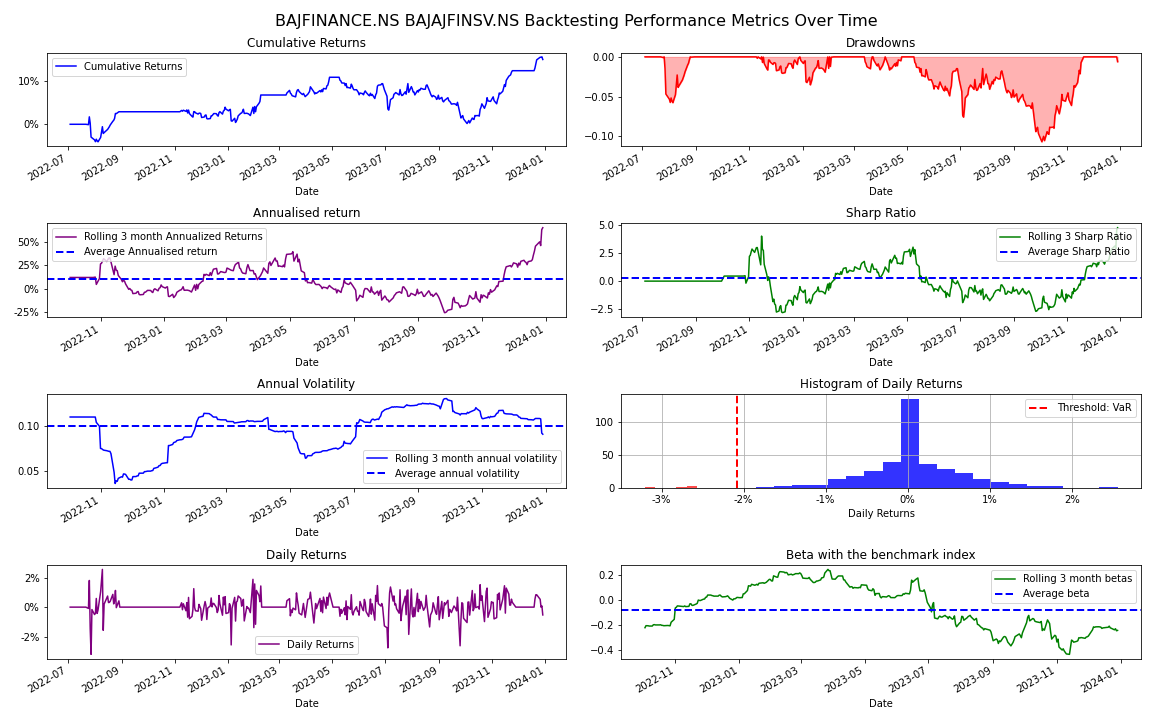 BAJFINANCE.NS BAJAJFINSV.NS Backtesting Performance Metrics Over Time
Cumulative Returns
Cumulative Returns
10%
0%
2022-07 2022-09 2022-11 2023-01 2023-03 2023-05 2023-07 2023-09 2023-11 2024-01
Date
Drawdowns
0.00
−0.05
−0.10
2022-07 2022-09 2022-11 2023-01 2023-03 2023-05 2023-07 2023-09 2023-11 2024-01
Date
Annualised return
Rolling 3 month Annualized Returns
Average Annualised return
50%
25%
0%
-25%
2022-11 2023-01 2023-03 2023-05 2023-07 2023-09 2023-11 2024-01
Date
Sharp Ratio
Rolling 3 Sharp Ratio
Average Sharp Ratio
5.0
2.5
0.0
−2.5
2022-07 2022-09 2022-11 2023-01 2023-03 2023-05 2023-07 2023-09 2023-11 2024-01
Date
Annual Volatility
0.10
0.05
Rolling 3 month annual volatility
Average annual volatility
2022-11 2023-01 2023-03 2023-05 2023-07 2023-09 2023-11 2024-01
Date
Histogram of Daily Returns
Threshold: VaR
100
50
0
-3% -2% -1% 0% 1% 2%
Daily Returns
Daily Returns
2%
0%
-2%
Daily Returns
2022-07 2022-09 2022-11 2023-01 2023-03 2023-05 2023-07 2023-09 2023-11 2024-01
Date
Beta with the benchmark index
Rolling 3 month betas
Average beta
0.2
0.0
−0.2
−0.4
2022-11 2023-01 2023-03 2023-05 2023-07 2023-09 2023-11 2024-01
Date